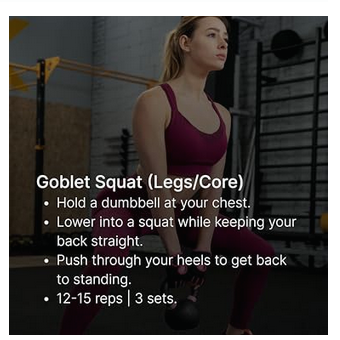 Goblet Squat (Legs/Core)
• Hold a dumbbell at your chest.
• Lower into a squat while keeping your
back straight.
• Push through your heels to get back
to standing.
• 12-15 reps | 3 sets.